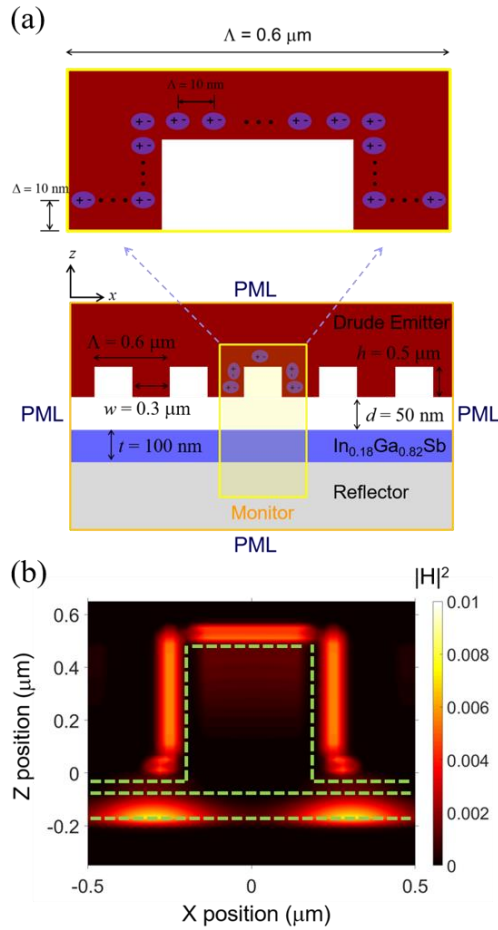 (a)
Λ = 0.6 μm
Δ = 10 nm
Δ = 10 nm
z
x
PML
Drude Emitter
Λ = 0.6 μm
h = 0.5 μm
PML
PML
w = 0.3 μm
d = 50 nm
t = 100 nm
In0.18Ga0.82Sb
Reflector
Monitor
PML
(b)
|H|2
0.6
0.4
0.2
0
-0.2
Z position (μm)
-0.5
0
0.5
X position (μm)
0.01
0.008
0.006
0.004
0.002
0